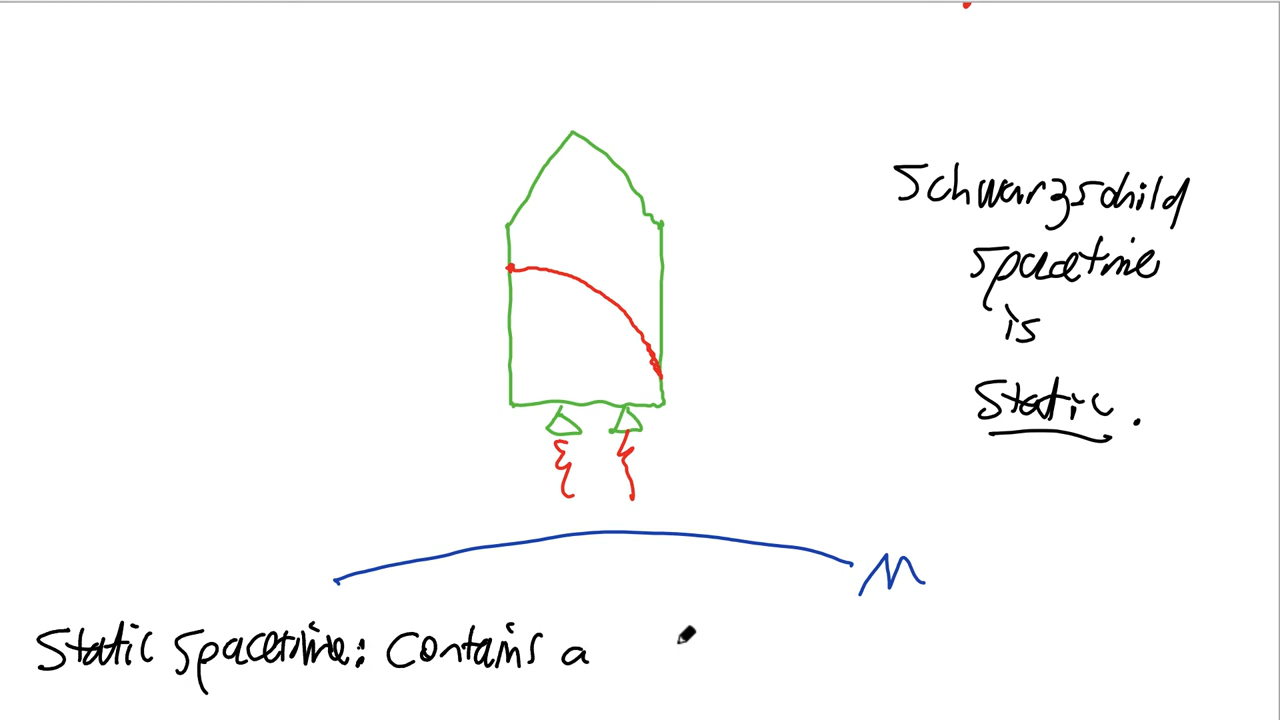 Schwarzschild
spacetime
is
static.
M
Static spacetime: contains a